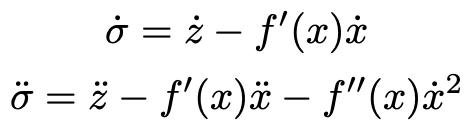 σ̇ = ż − f′(x)ẋ
σ̈ = z̈ − f′(x)ẍ − f″(x)ẋ²